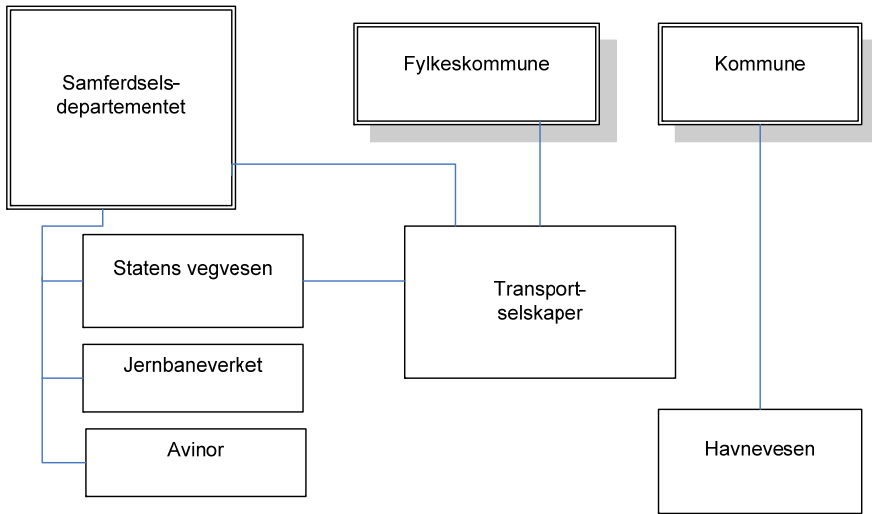 Samferdsels-
departementet
Fylkeskommune
Kommune
Statens vegvesen
Transport-
selskaper
Jernbaneverket
Avinor
Havnevesen